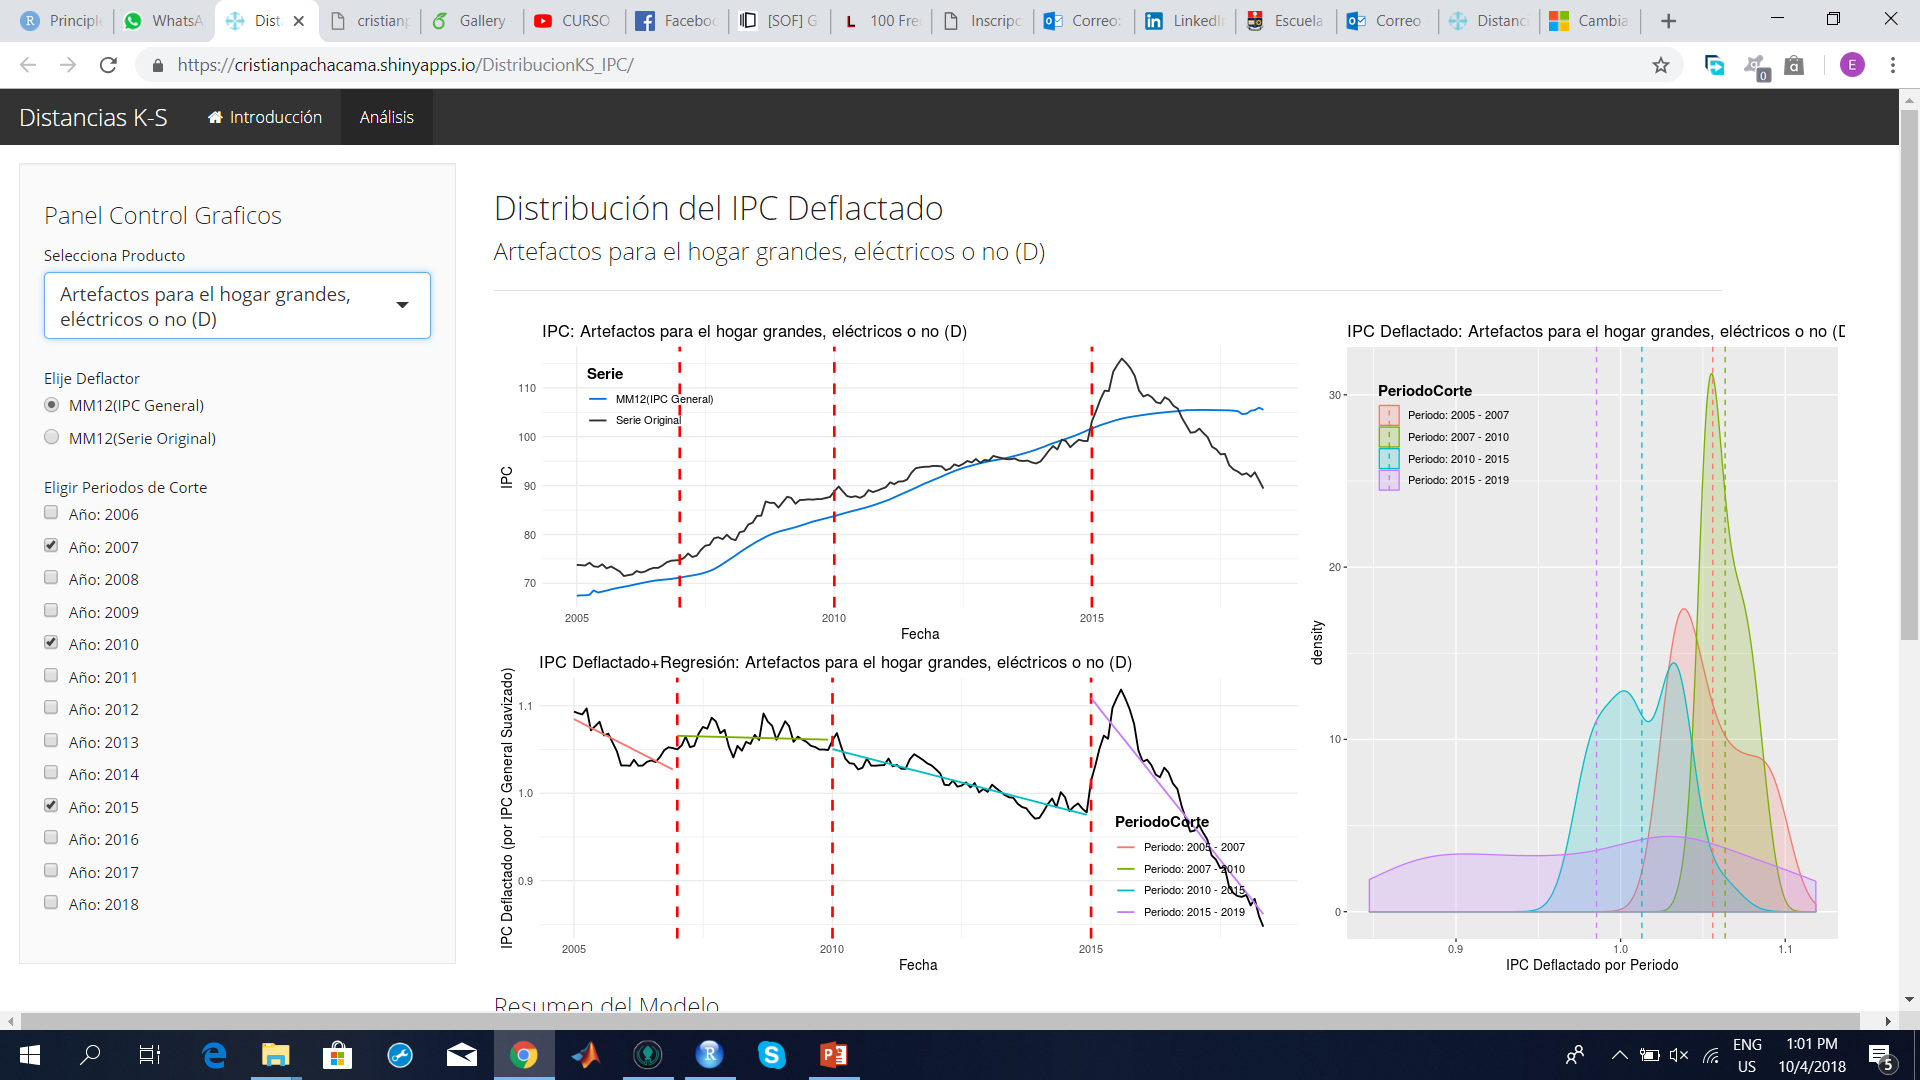 Principl
WhatsA
Dist
cristianp
Gallery
CURSO
Faceboo
[SOF] G
100 Fre
Inscripc
Correo:
LinkedIn
Escuela
Correo
Distanc
Cambia
https://cristianpachacama.shinyapps.io/DistribucionKS_IPC/
0
E
Distancias K-S
Introducción
Análisis
Panel Control Graficos
Selecciona Producto
Artefactos para el hogar grandes,
eléctricos o no (D)
Elije Deflactor
MM12(IPC General)
MM12(Serie Original)
Eligir Periodos de Corte
Año: 2006
Año: 2007
Año: 2008
Año: 2009
Año: 2010
Año: 2011
Año: 2012
Año: 2013
Año: 2014
Año: 2015
Año: 2016
Año: 2017
Año: 2018
Distribución del IPC Deflactado
Artefactos para el hogar grandes, eléctricos o no (D)
IPC: Artefactos para el hogar grandes, eléctricos o no (D)
Serie
MM12(IPC General)
Serie Original
110
100
90
80
70
IPC
2005
2010
2015
Fecha
IPC Deflactado+Regresión: Artefactos para el hogar grandes, eléctricos o no (D)
IPC Deflactado (por IPC General Suavizado)
1.1
1.0
0.9
PeriodoCorte
Periodo: 2005 - 2007
Periodo: 2007 - 2010
Periodo: 2010 - 2015
Periodo: 2015 - 2019
2005
2010
2015
Fecha
IPC Deflactado: Artefactos para el hogar grandes, eléctricos o no (D
PeriodoCorte
Periodo: 2005 - 2007
Periodo: 2007 - 2010
Periodo: 2010 - 2015
Periodo: 2015 - 2019
30
20
10
0
density
0.9
1.0
1.1
IPC Deflactado por Periodo
Resumen del Modelo
ENG
US
1:01 PM
10/4/2018
5